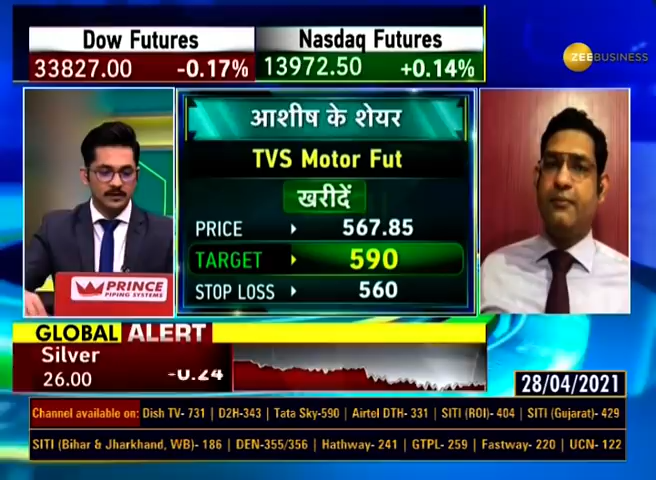 Dow Futures
33827.00 -0.17%
Nasdaq Futures
13972.50 +0.14%
ZEEBUSINESS
आशीष के शेयर
TVS Motor Fut
खरीदें
PRICE 567.85
TARGET 590
STOP LOSS 560
PRINCE
PIPING SYSTEMS
GLOBAL ALERT
Silver
26.00 -0.24
28/04/2021
Channel available on: Dish TV- 731 | D2H-343 | Tata Sky-590 | Airtel DTH- 331 | SITI (ROI)- 404 | SITI (Gujarat)- 429
SITI (Bihar & Jharkhand, WB)- 186 | DEN-355/356 | Hathway- 241 | GTPL- 259 | Fastway- 220 | UCN- 122